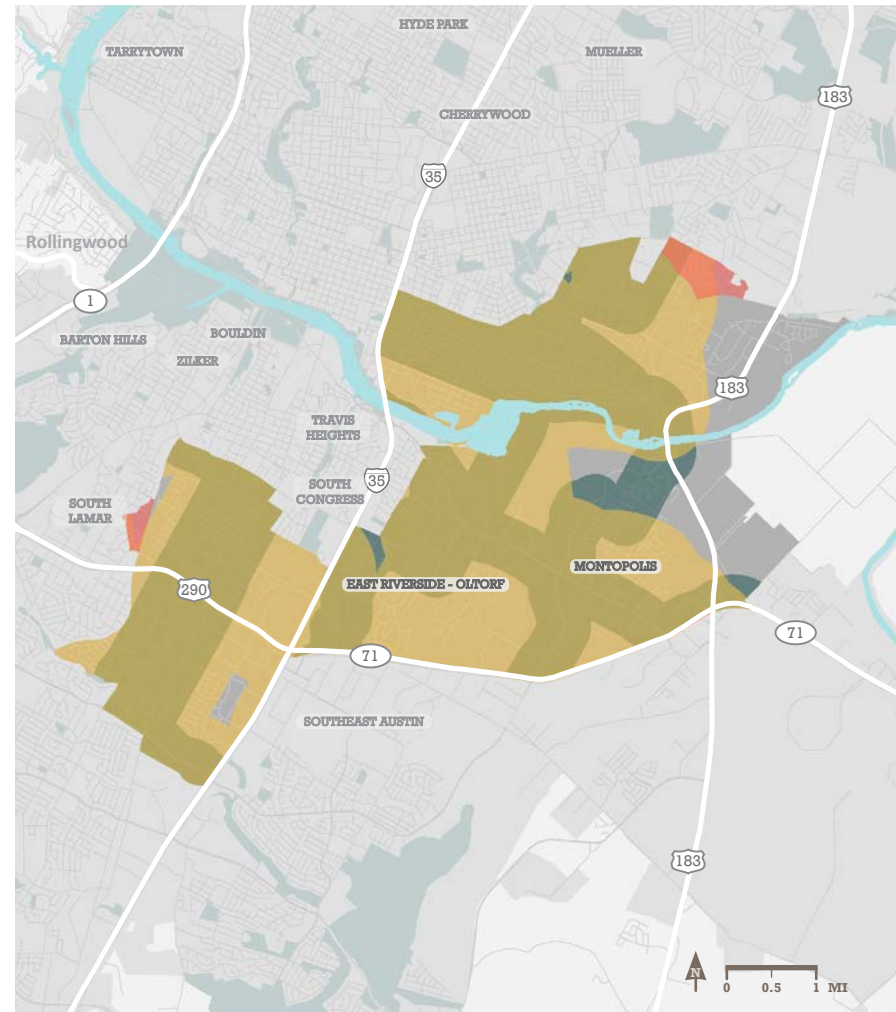 HYDE PARK
TARRYTOWN
MUELLER
183
CHERRYWOOD
35
Rollingwood
1
BARTON HILLS
BOULDIN
ZILKER
183
TRAVIS
HEIGHTS
35
SOUTH
CONGRESS
SOUTH
LAMAR
MONTOPOLIS
EAST RIVERSIDE - OLTORF
290
71
71
SOUTHEAST AUSTIN
183
N
0 0.5 1 MI